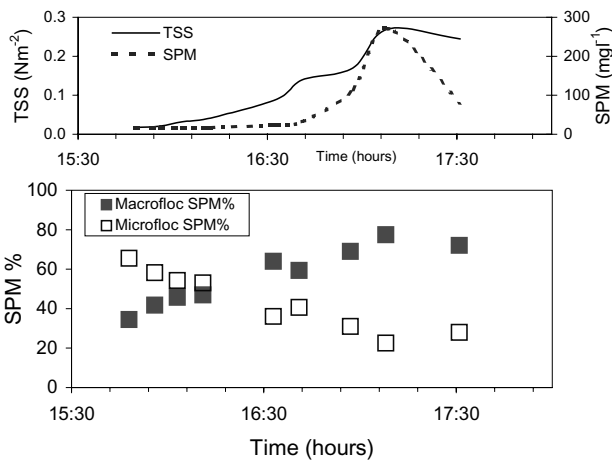 TSS (Nm-2)
0.3
0.2
0.1
0.0
TSS
SPM
300
200
100
0
SPM (mgl-1)
15:30
16:30
Time (hours)
17:30
SPM %
100
80
60
40
20
0
Macrofloc SPM%
Microfloc SPM%
15:30
16:30
17:30
Time (hours)